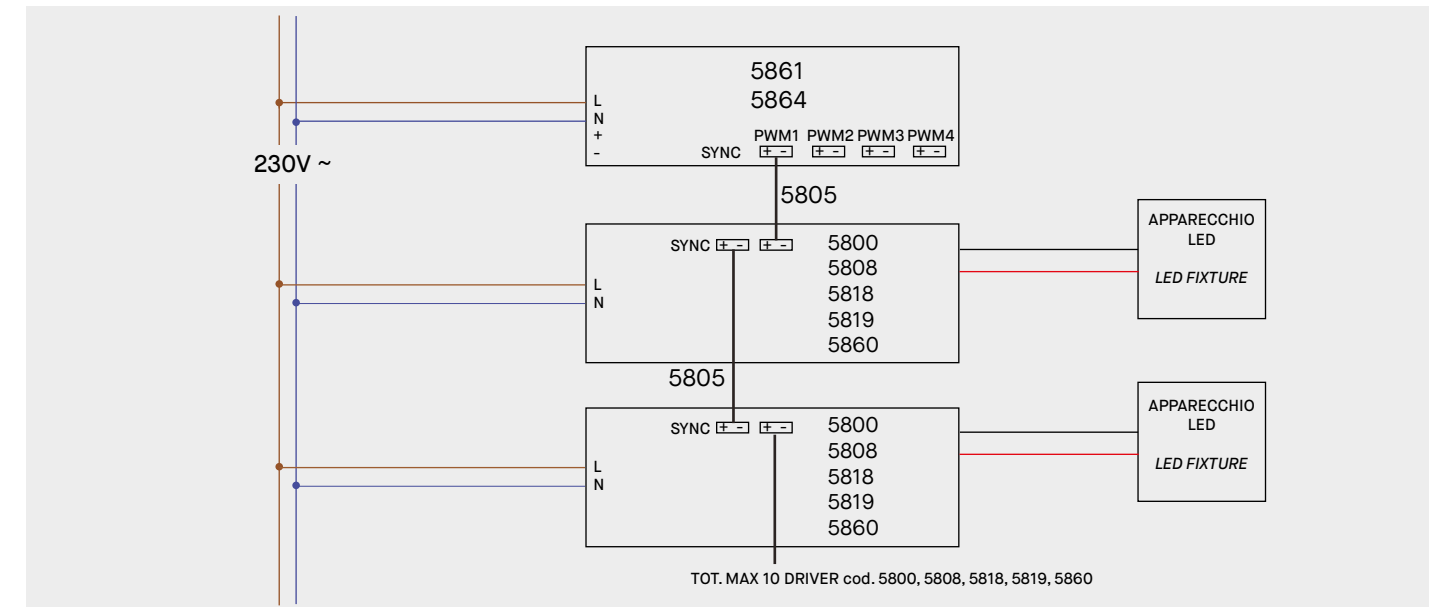 5861
5864
L
N
+
-
PWM1 PWM2 PWM3 PWM4
SYNC + - + - + - + -
230V ~
5805
SYNC + - + -
5800
5808
5818
5819
5860
L
N
APPARECCHIO
LED
LED FIXTURE
5805
SYNC + - + -
5800
5808
5818
5819
5860
L
N
APPARECCHIO
LED
LED FIXTURE
TOT. MAX 10 DRIVER cod. 5800, 5808, 5818, 5819, 5860